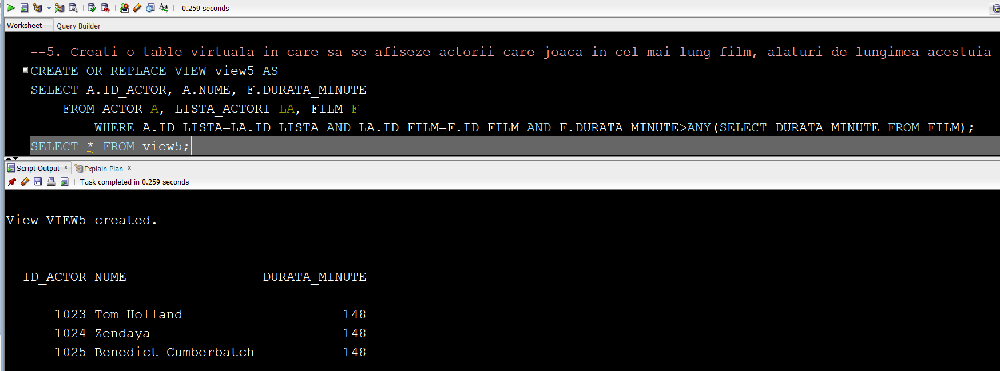 0.259 seconds
Worksheet Query Builder
--5. Creati o table virtuala in care sa se afiseze actorii care joaca in cel mai lung film, alaturi de lungimea acestuia
CREATE OR REPLACE VIEW view5 AS
SELECT A.ID_ACTOR, A.NUME, F.DURATA_MINUTE
FROM ACTOR A, LISTA_ACTORI LA, FILM F
WHERE A.ID_LISTA=LA.ID_LISTA AND LA.ID_FILM=F.ID_FILM AND F.DURATA_MINUTE>ANY(SELECT DURATA_MINUTE FROM FILM);
SELECT * FROM view5;
Script Output x Explain Plan x
Task completed in 0.259 seconds
View VIEW5 created.
ID_ACTOR NUME DURATA_MINUTE
---------- -------------------- -------------
1023 Tom Holland 148
1024 Zendaya 148
1025 Benedict Cumberbatch 148